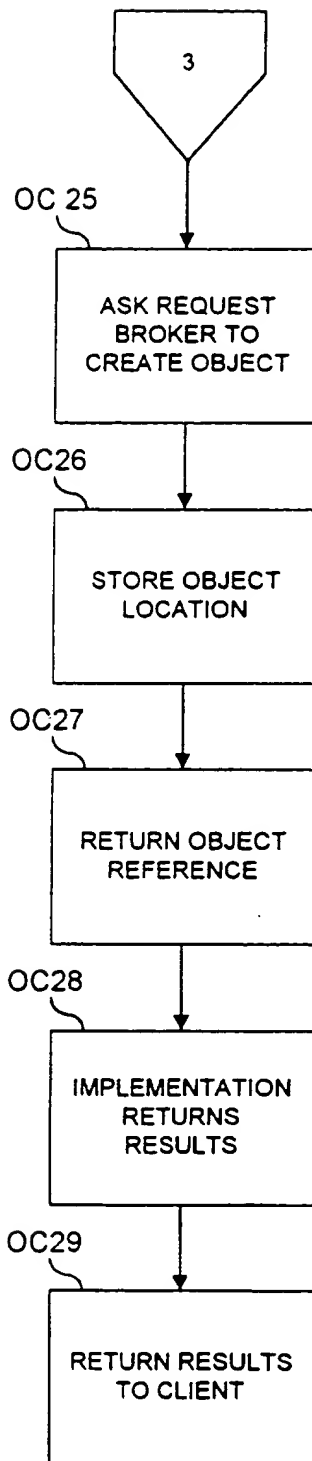 3
OC 25
ASK REQUEST
BROKER TO
CREATE OBJECT
OC26
STORE OBJECT
LOCATION
OC27
RETURN OBJECT
REFERENCE
OC28
IMPLEMENTATION
RETURNS
RESULTS
OC29
RETURN RESULTS
TO CLIENT